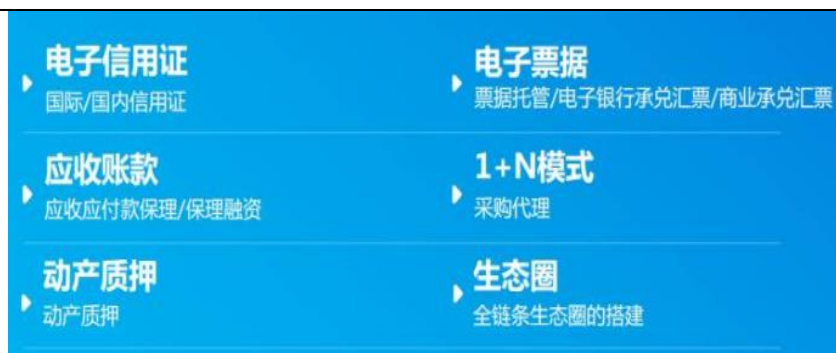 电子信用证
国际/国内信用证
电子票据
票据托管/电子银行承兑汇票/商业承兑汇票
应收账款
应收应付款保理/保理融资
1+N模式
采购代理
动产质押
动产质押
生态圈
全链条生态圈的搭建